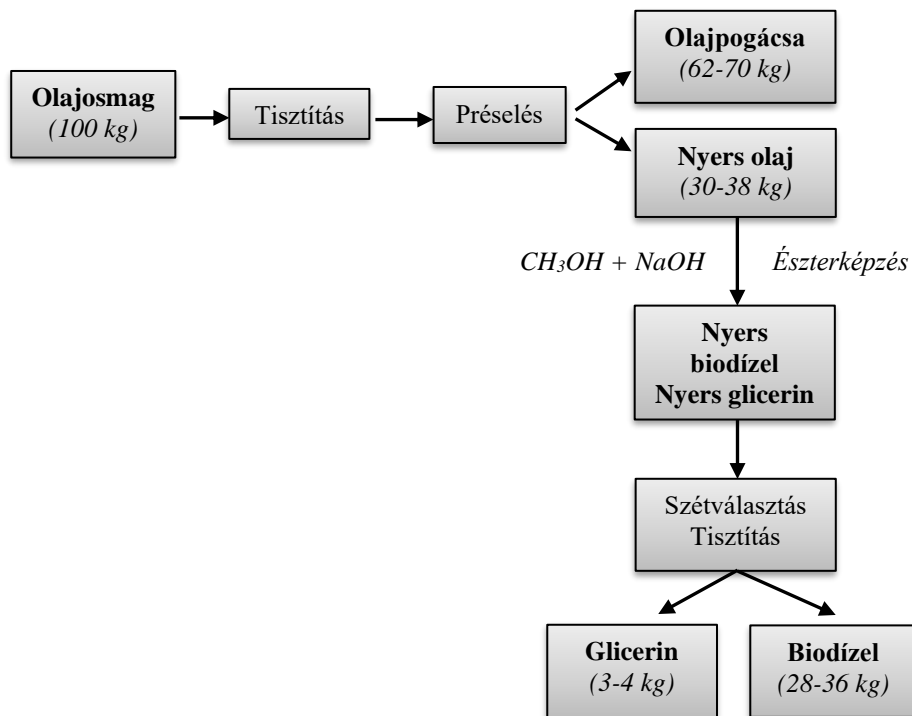 Olajosmag
(100 kg)
Tisztítás
Préselés
Olajpogácsa
(62-70 kg)
Nyers olaj
(30-38 kg)
CH₃OH + NaOH
Észterképzés
Nyers
biodízel
Nyers glicerin
Szétválasztás
Tisztítás
Glicerin
(3-4 kg)
Biodízel
(28-36 kg)